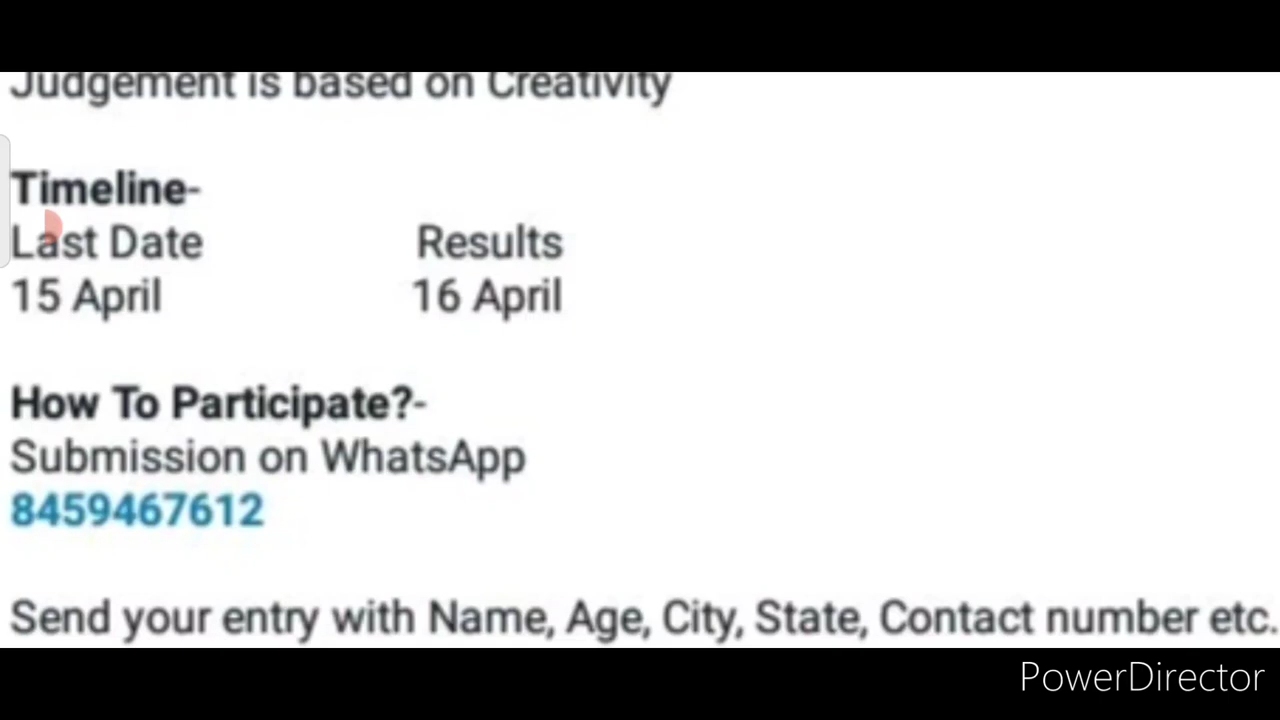 Judgement is based on Creativity
Timeline-
Last Date Results
15 April 16 April
How To Participate?-
Submission on WhatsApp
8459467612
Send your entry with Name, Age, City, State, Contact number etc.
PowerDirector